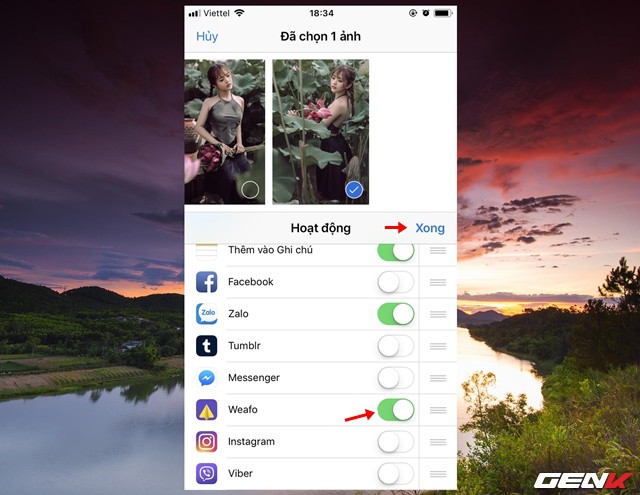 Viettel 18:34
Hủy Đã chọn 1 ảnh
Hoạt động Xong
Thêm vào Ghi chú
Facebook
Zalo Zalo
t Tumblr
Messenger
Weafo
Instagram
Viber
GENK